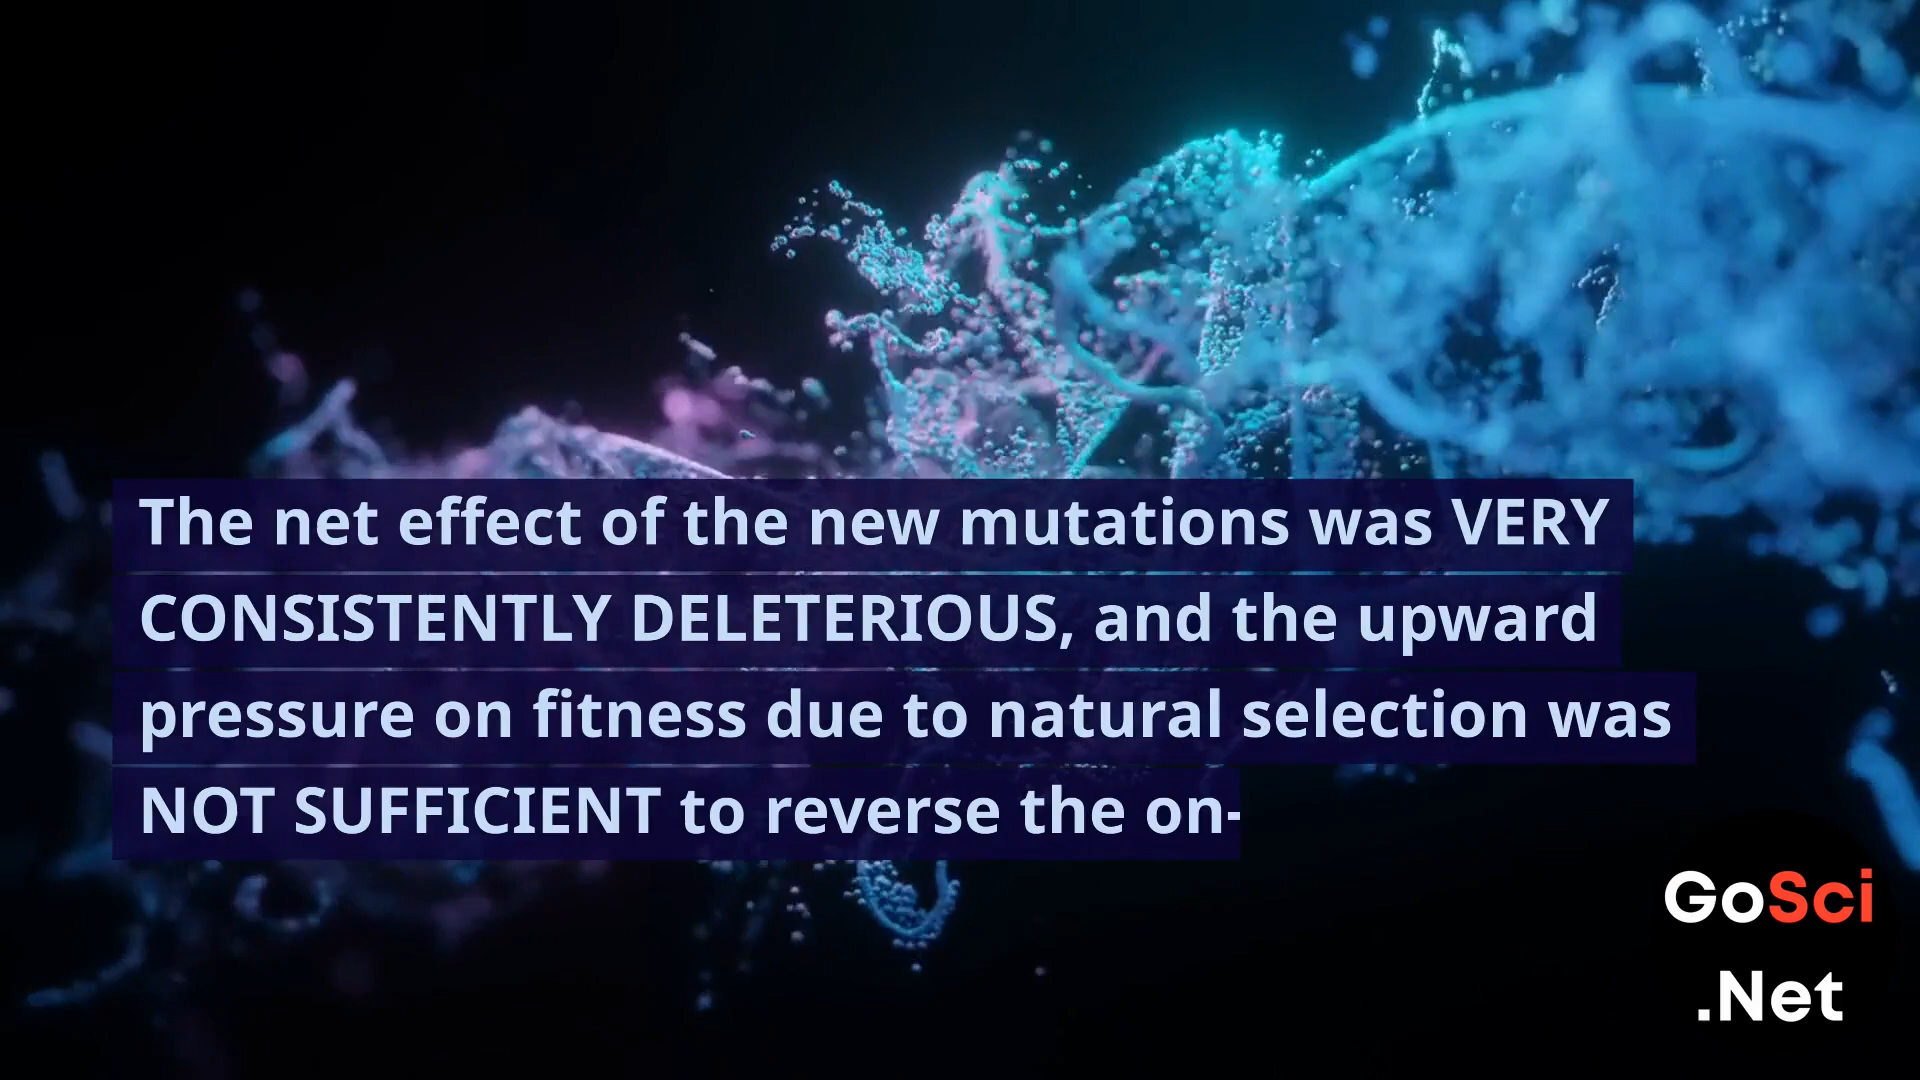 The net effect of the new mutations was VERY
CONSISTENTLY DELETERIOUS, and the upward
pressure on fitness due to natural selection was
NOT SUFFICIENT to reverse the on-
GoSci
.Net